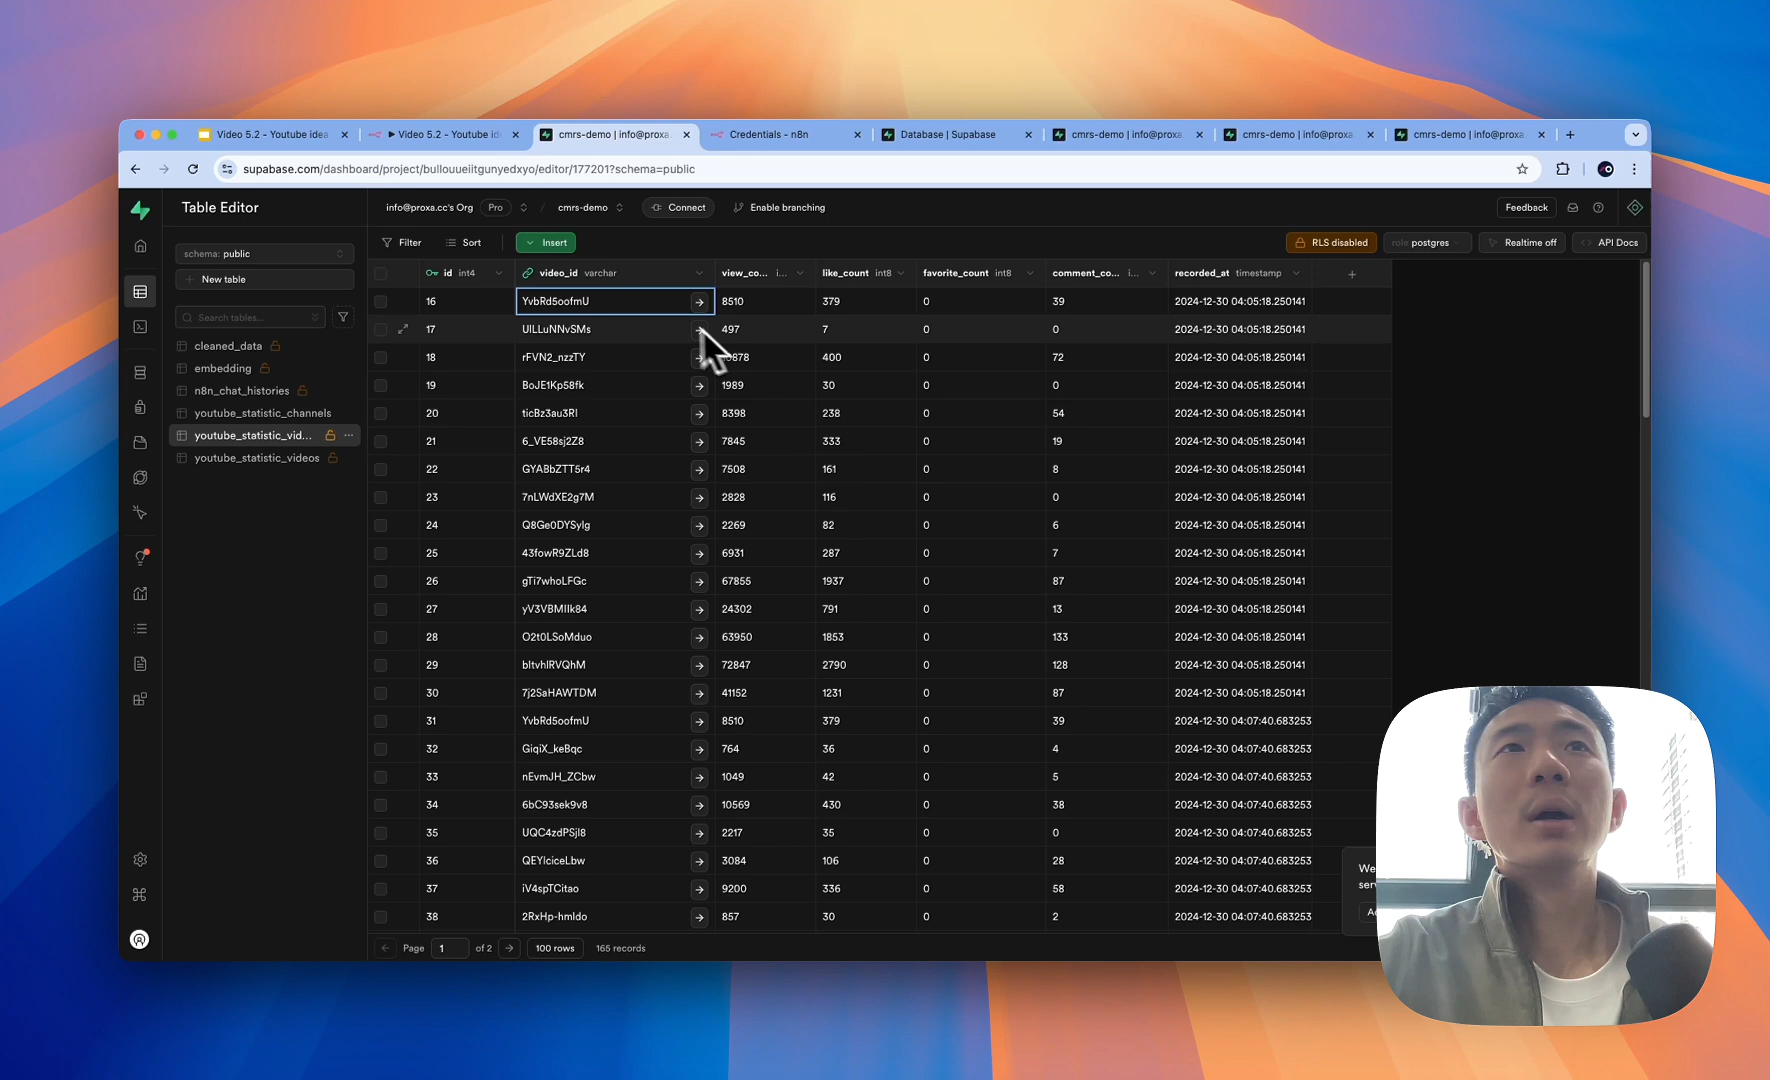 Video 5.2 - Youtube idea
Video 5.2 - Youtube id
cmrs-demo | info@proxa
Credentials - n8n
Database | Supabase
cmrs-demo | info@proxa.
cmrs-demo | info@proxa.
cmrs-demo | info@proxa
supabase.com/dashboard/project/bullouueiitgunyedxyo/editor/177201?schema=public
Table Editor
info@proxa.cc's Org Pro / cmrs-demo Connect Enable branching Feedback
schema: public
Filter Sort Insert RLS disabled role postgres Realtime off API Docs
New table
Search tables...
cleaned_data
embedding
n8n_chat_histories
youtube_statistic_channels
youtube_statistic_vid...
youtube_statistic_videos
id int4 video_id varchar view_co... i... like_count int8 favorite_count int8 comment_co... i... recorded_at timestamp
16 YvbRd5oofmU 8510 379 0 39 2024-12-30 04:05:18.250141
17 UILLuNNvSMs 497 7 0 0 2024-12-30 04:05:18.250141
18 rFVN2_nzzTY 400 0 72 2024-12-30 04:05:18.250141
19 BoJE1Kp58fk 1989 30 0 0 2024-12-30 04:05:18.250141
20 ticBz3au3RI 8398 238 0 54 2024-12-30 04:05:18.250141
21 6_VE58sj2Z8 7845 333 0 19 2024-12-30 04:05:18.250141
22 GYABbZTT5r4 7508 161 0 8 2024-12-30 04:05:18.250141
23 7nLWdXE2g7M 2828 116 0 0 2024-12-30 04:05:18.250141
24 Q8Ge0DYSylg 2269 82 0 6 2024-12-30 04:05:18.250141
25 43fowR9ZLd8 6931 287 0 7 2024-12-30 04:05:18.250141
26 gTi7whoLFGc 67855 1937 0 87 2024-12-30 04:05:18.250141
27 yV3VBMIIk84 24302 791 0 13 2024-12-30 04:05:18.250141
28 O2t0LSoMduo 63950 1853 0 133 2024-12-30 04:05:18.250141
29 bItvhlRVQhM 72847 2790 0 128 2024-12-30 04:05:18.250141
30 7j2SaHAWTDM 41152 1231 0 87 2024-12-30 04:05:18.250141
31 YvbRd5oofmU 8510 379 0 39 2024-12-30 04:07:40.683253
32 GiqiX_keBqc 764 36 0 4 2024-12-30 04:07:40.683253
33 nEvmJH_ZCbw 1049 42 0 5 2024-12-30 04:07:40.683253
34 6bC93sek9v8 10569 430 0 38 2024-12-30 04:07:40.683253
35 UQC4zdPSjl8 2217 35 0 0 2024-12-30 04:07:40.683253
36 QEYlciceLbw 3084 106 0 28 2024-12-30 04:07:40.683253
37 iV4spTCitao 9200 336 0 58 2024-12-30 04:07:40.683253
38 2RxHp-hmIdo 857 30 0 2 2024-12-30 04:07:40.683253
We
Page 1 of 2 100 rows 165 records